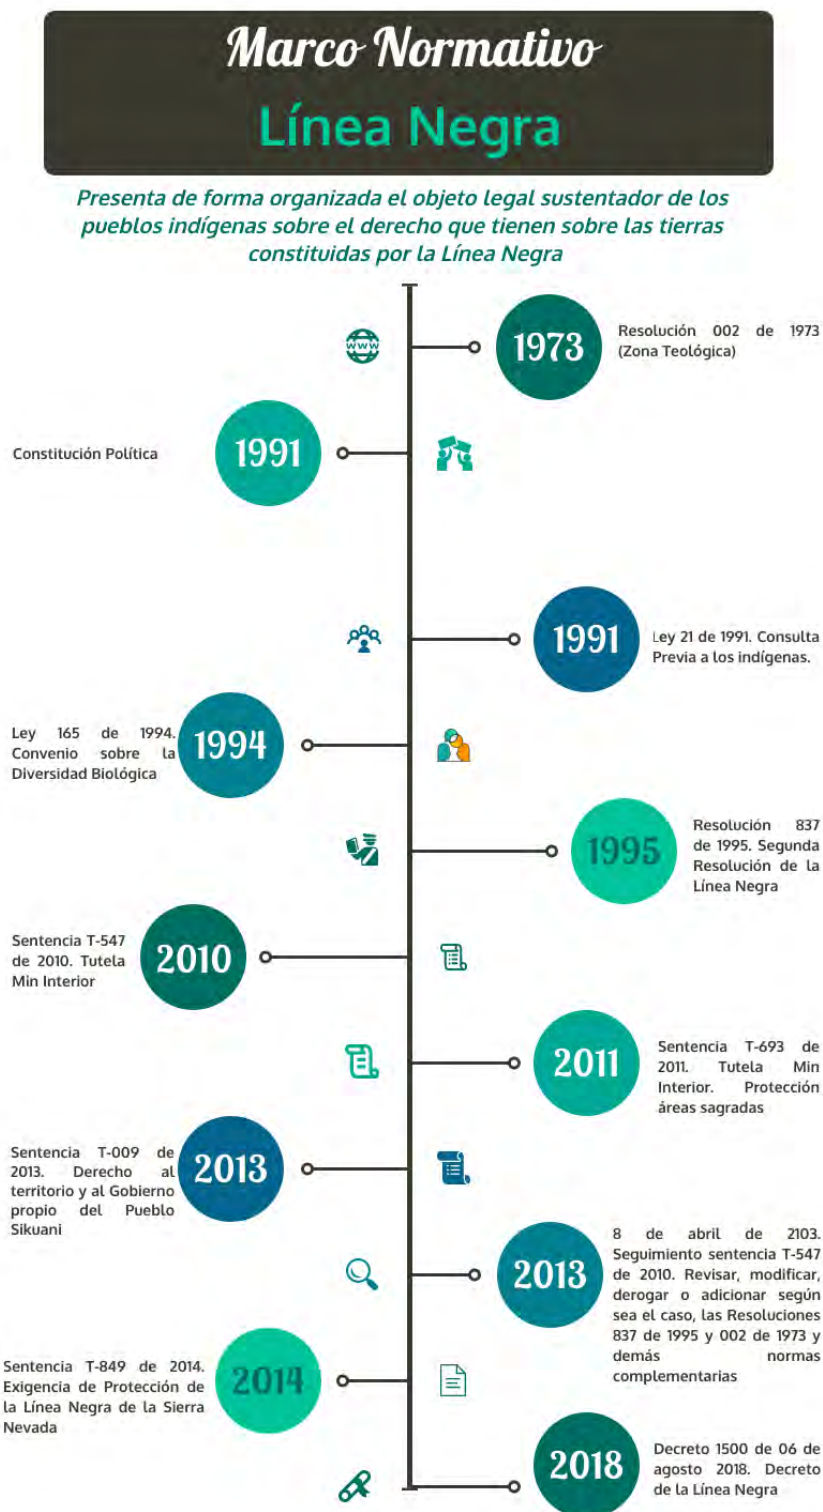 Marco Normativo
Línea Negra
Presenta de forma organizada el objeto legal sustentador de los
pueblos indígenas sobre el derecho que tienen sobre las tierras
constituidas por la Línea Negra
1973
Resolución 002 de 1973
(Zona Teológica)
www
1991
Constitución Política
1991
Ley 21 de 1991. Consulta
Previa a los indígenas.
1994
Ley 165 de 1994.
Convenio sobre la
Diversidad Biológica
1995
Resolución 837
de 1995. Segunda
Resolución de la
Línea Negra
2010
Sentencia T-547
de 2010. Tutela
Min Interior
2011
Sentencia T-693 de
2011. Tutela Min
Interior. Protección
áreas sagradas
2013
Sentencia T-009 de
2013. Derecho al
territorio y al Gobierno
propio del Pueblo
Sikuani
2013
8 de abril de 2103.
Seguimiento sentencia T-547
de 2010. Revisar, modificar,
derogar o adicionar según
sea el caso, las Resoluciones
837 de 1995 y 002 de 1973 y
demás normas
complementarias
2014
Sentencia T-849 de 2014.
Exigencia de Protección de
la Línea Negra de la Sierra
Nevada
2018
Decreto 1500 de 06 de
agosto 2018. Decreto
de la Línea Negra